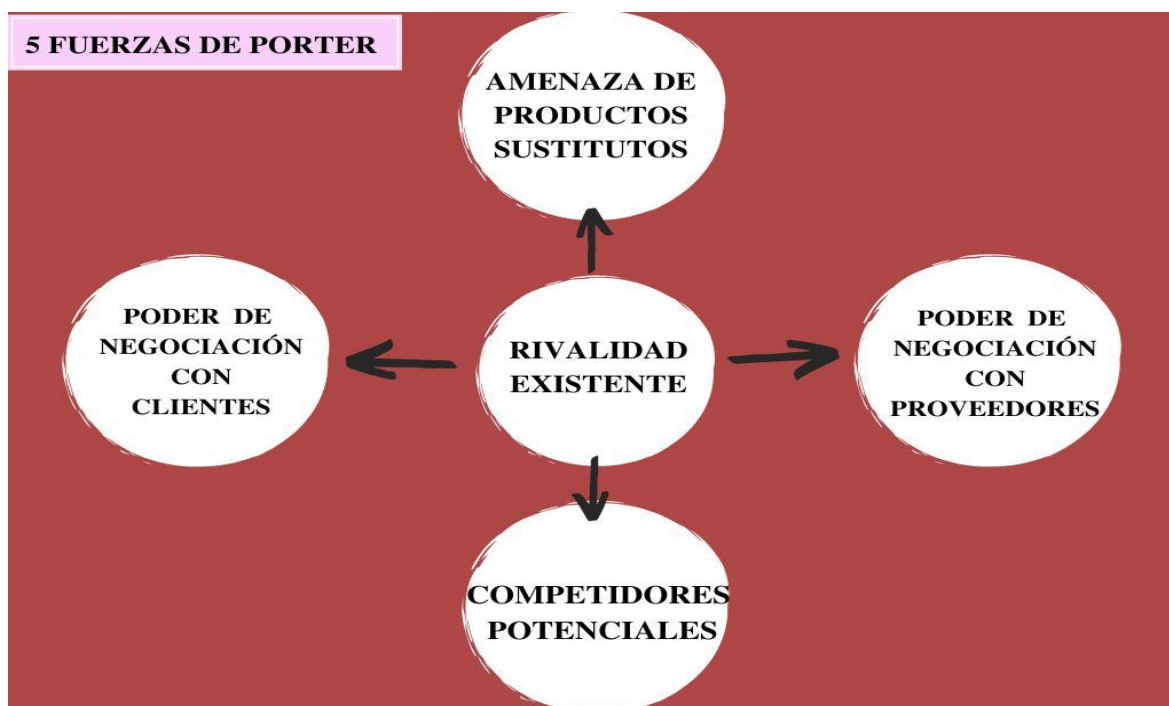 5 FUERZAS DE PORTER
AMENAZA DE
PRODUCTOS
SUSTITUTOS
PODER DE
NEGOCIACIÓN
CON
CLIENTES
RIVALIDAD
EXISTENTE
PODER DE
NEGOCIACIÓN
CON
PROVEEDORES
COMPETIDORES
POTENCIALES